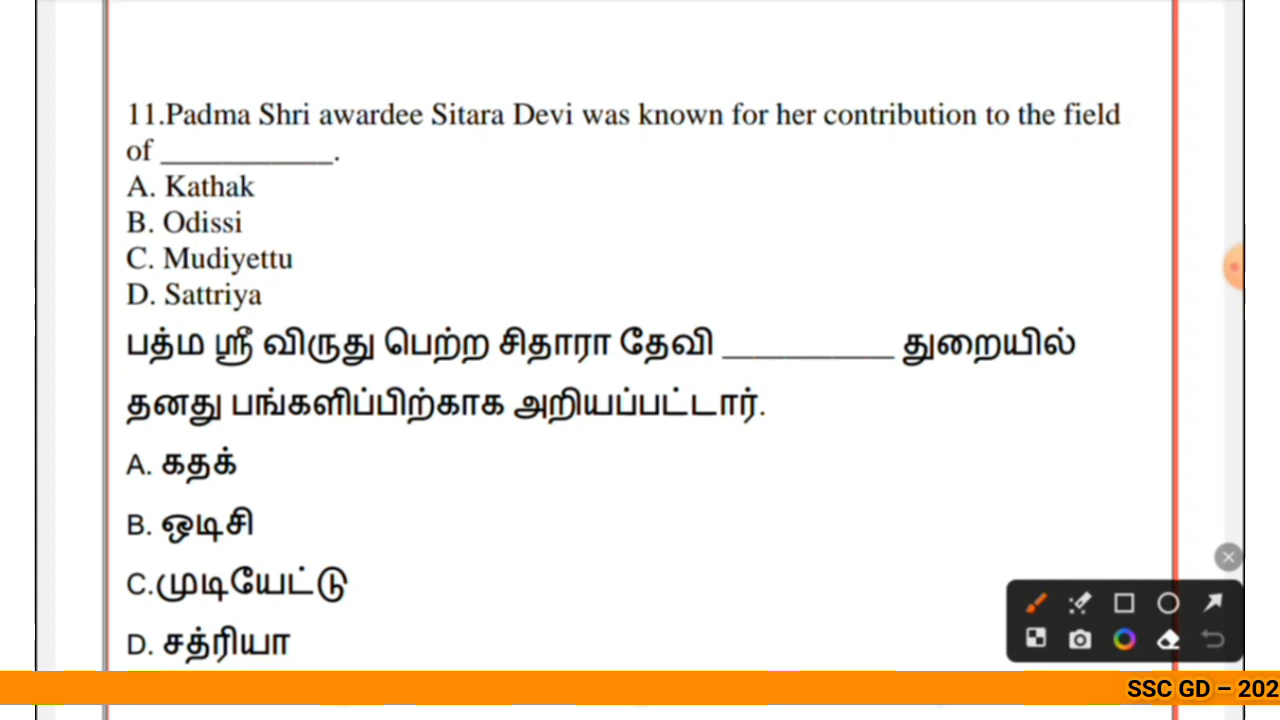 11.Padma Shri awardee Sitara Devi was known for her contribution to the field
of ___________.
A. Kathak
B. Odissi
C. Mudiyettu
D. Sattriya
பத்ம ஸ்ரீ விருது பெற்ற சிதாரா தேவி ___________ துறையில்
தனது பங்களிப்பிற்காக அறியப்பட்டார்.
A. கதக்
B. ஒடிசி
C.முடியேட்டு
D. சத்ரியா
SSC GD – 202